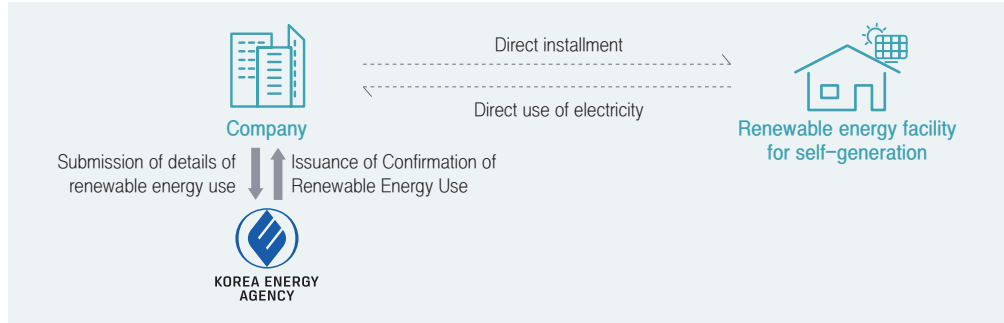 Direct installment
Direct use of electricity
Company
Renewable energy facility
for self-generation
Submission of details of
renewable energy use
Issuance of Confirmation of
Renewable Energy Use
KOREA ENERGY
AGENCY